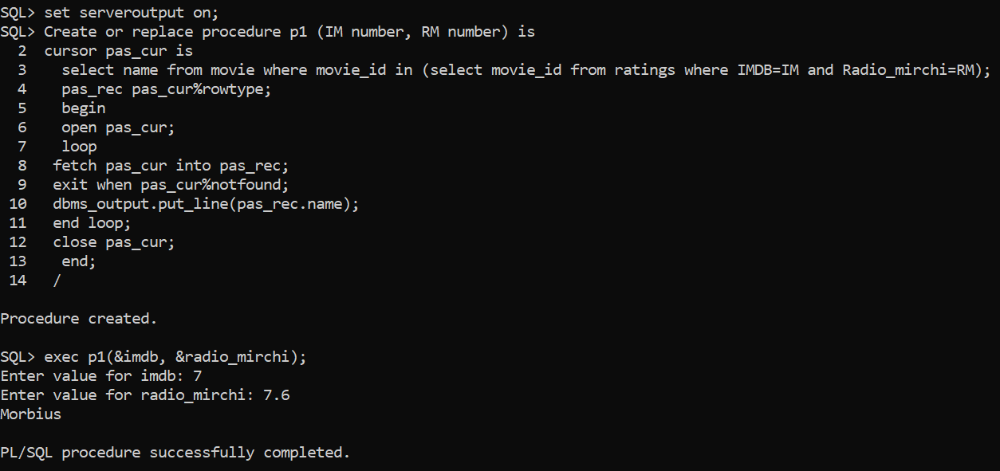 SQL> set serveroutput on;
SQL> Create or replace procedure p1 (IM number, RM number) is
  2  cursor pas_cur is
  3    select name from movie where movie_id in (select movie_id from ratings where IMDB=IM and Radio_mirchi=RM);
  4    pas_rec pas_cur%rowtype;
  5    begin
  6    open pas_cur;
  7    loop
  8   fetch pas_cur into pas_rec;
  9   exit when pas_cur%notfound;
 10   dbms_output.put_line(pas_rec.name);
 11   end loop;
 12   close pas_cur;
 13    end;
 14   /
Procedure created.
SQL> exec p1(&imdb, &radio_mirchi);
Enter value for imdb: 7
Enter value for radio_mirchi: 7.6
Morbius
PL/SQL procedure successfully completed.